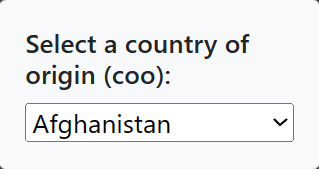 Select a country of
origin (coo):
Afghanistan